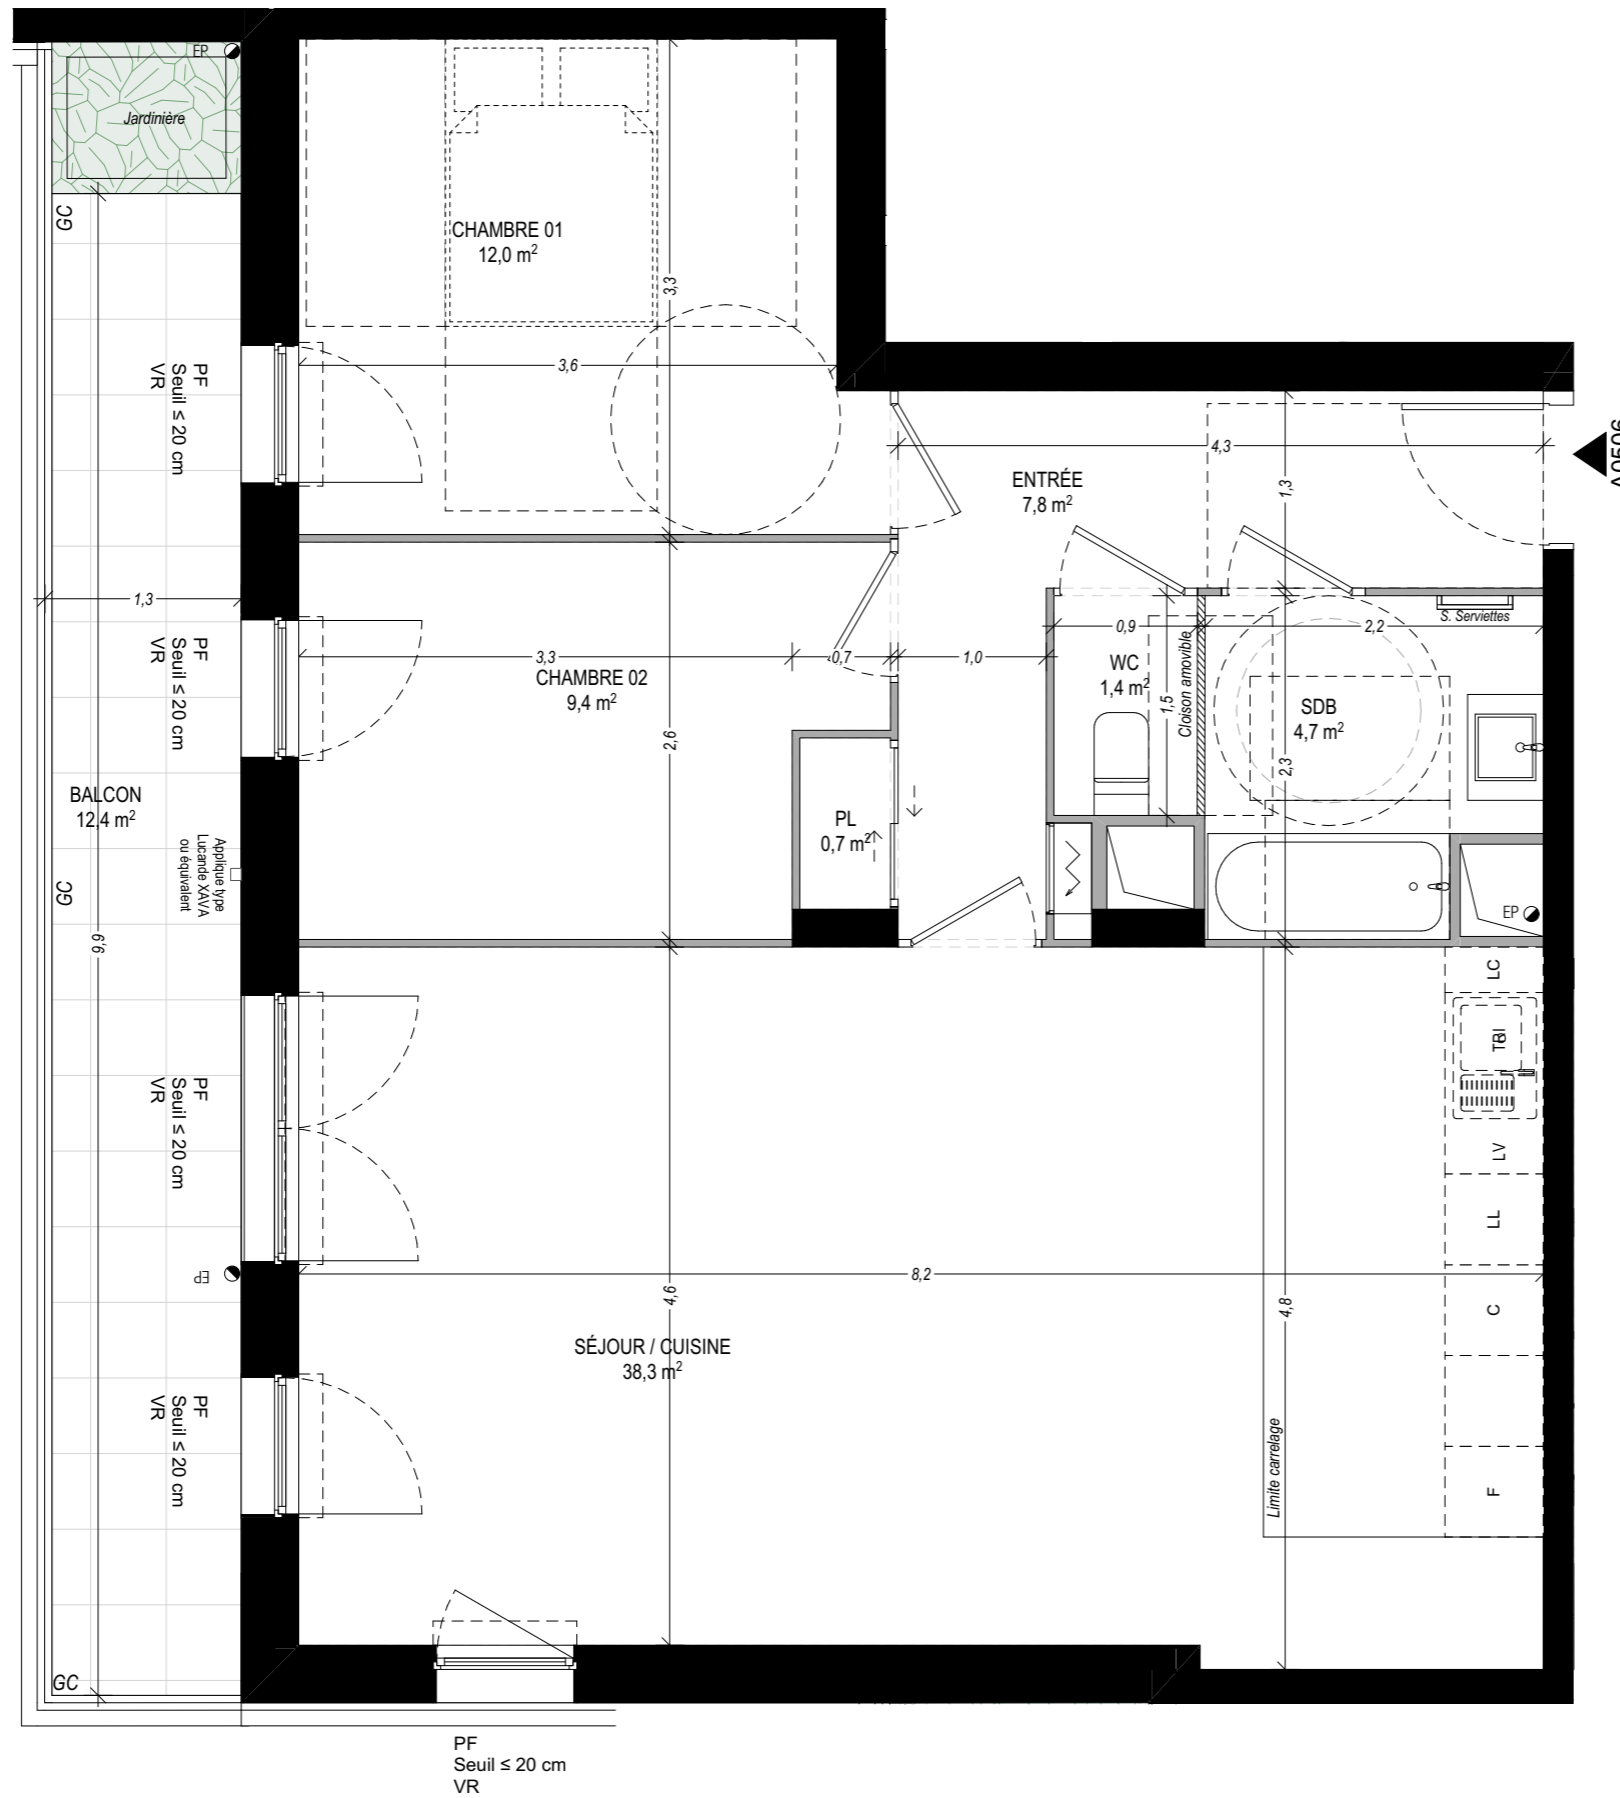 EP
Jardinière
GC
CHAMBRE 01
12,0 m²
3,3
3,6
PF
Seuil ≤ 20 cm
VR
4,3
ENTRÉE
7,8 m²
1,3
A0506
1,3
PF
Seuil ≤ 20 cm
VR
3,3
0,7
1,0
CHAMBRE 02
9,4 m²
2,6
0,9
WC
1,4 m²
1,5
Cloison amovible
S. Serviettes
2,2
SDB
4,7 m²
2,3
BALCON
12,4 m²
Applique type
Lucande XAVA
ou équivalent
PL
0,7 m²
GC
9,9
EP
LC
TRI
LV
LL
C
F
PF
Seuil ≤ 20 cm
VR
EP
8,2
4,6
4,8
SÉJOUR / CUISINE
38,3 m²
PF
Seuil ≤ 20 cm
VR
Limite carrelage
GC
PF
Seuil ≤ 20 cm
VR